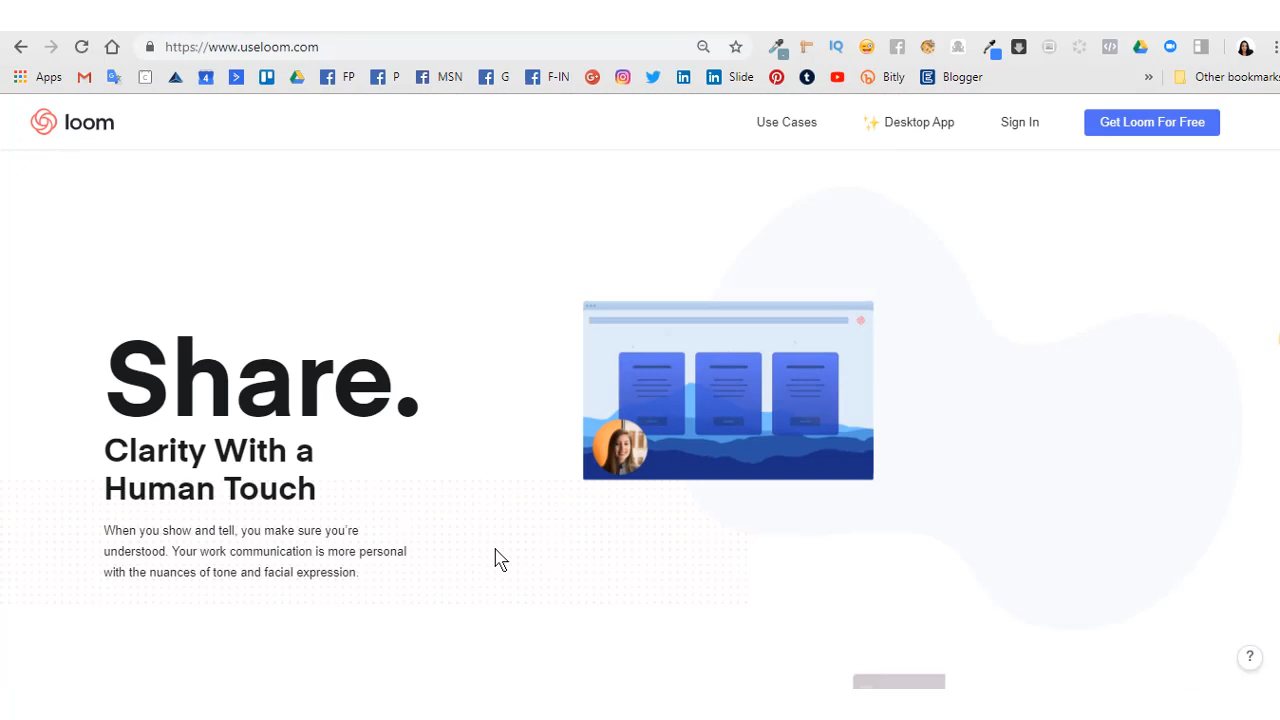 https://www.useloom.com
IQ
Apps
FP
P
MSN
G
F-IN
Slide
Bitly
Blogger
»
Other bookmark
loom
Use Cases
✨ Desktop App
Sign In
Get Loom For Free
Share.
Clarity With a
Human Touch
When you show and tell, you make sure you're
understood. Your work communication is more personal
with the nuances of tone and facial expression.
?